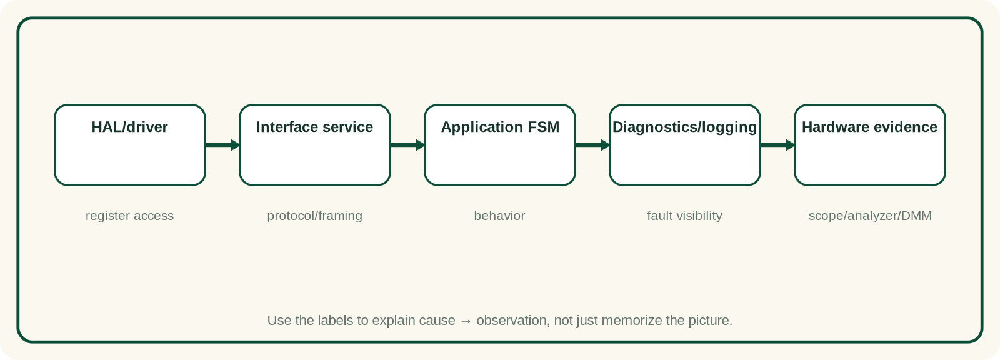 HAL/driver
Interface service
Application FSM
Diagnostics/logging
Hardware evidence
register access
protocol/framing
behavior
fault visibility
scope/analyzer/DMM
Use the labels to explain cause → observation, not just memorize the picture.